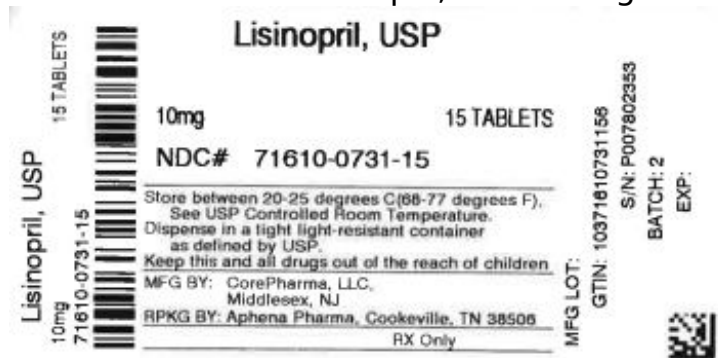 Lisinopril, USP
10mg 15 TABLETS
NDC# 71610-0731-15
Store between 20-25 degrees C(68-77 degrees F),
See USP Controlled Room Temperature.
Dispense in a tight light-resistant container
as defined by USP.
Keep this and all drugs out of the reach of children
MFG BY: CorePharma, LLC,
Middlesex, NJ
RPKG BY: Aphena Pharma, Cookeville, TN 38506
RX Only
Lisinopril, USP
10mg
15 TABLETS
71610-0731-15
MFG LOT:
GTIN: 10371610731156
S/N: P007802353
BATCH: 2
EXP: